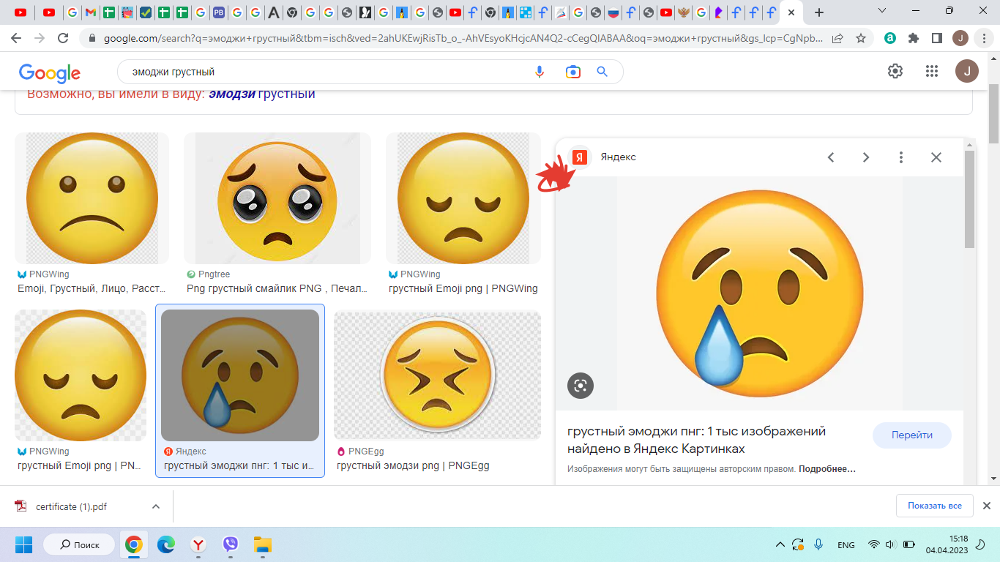 google.com/search?q=эмоджи+грустный&tbm=isch&ved=2ahUKEwjRisTb_o_-AhVEsyoKHcjcAN4Q2-cCegQIABAA&oq=эмоджи+грустный&gs_lcp=CgNpb...
J
Google
эмоджи грустный
J
Возможно, вы имели в виду: эмодзи грустный
Я Яндекс
PNGWing
Emoji, Грустный, Лицо, Расст...
Pngtree
Png грустный смайлик PNG , Печал...
PNGWing
грустный Emoji png | PNGWing
PNGWing
грустный Emoji png | PN...
Яндекс
грустный эмоджи пнг: 1 тыс и...
PNGEgg
грустный эмодзи png | PNGEgg
грустный эмоджи пнг: 1 тыс изображений
найдено в Яндекс Картинках
Перейти
Изображения могут быть защищены авторским правом. Подробнее...
certificate (1).pdf
Показать все
Поиск
ENG
15:18
04.04.2023